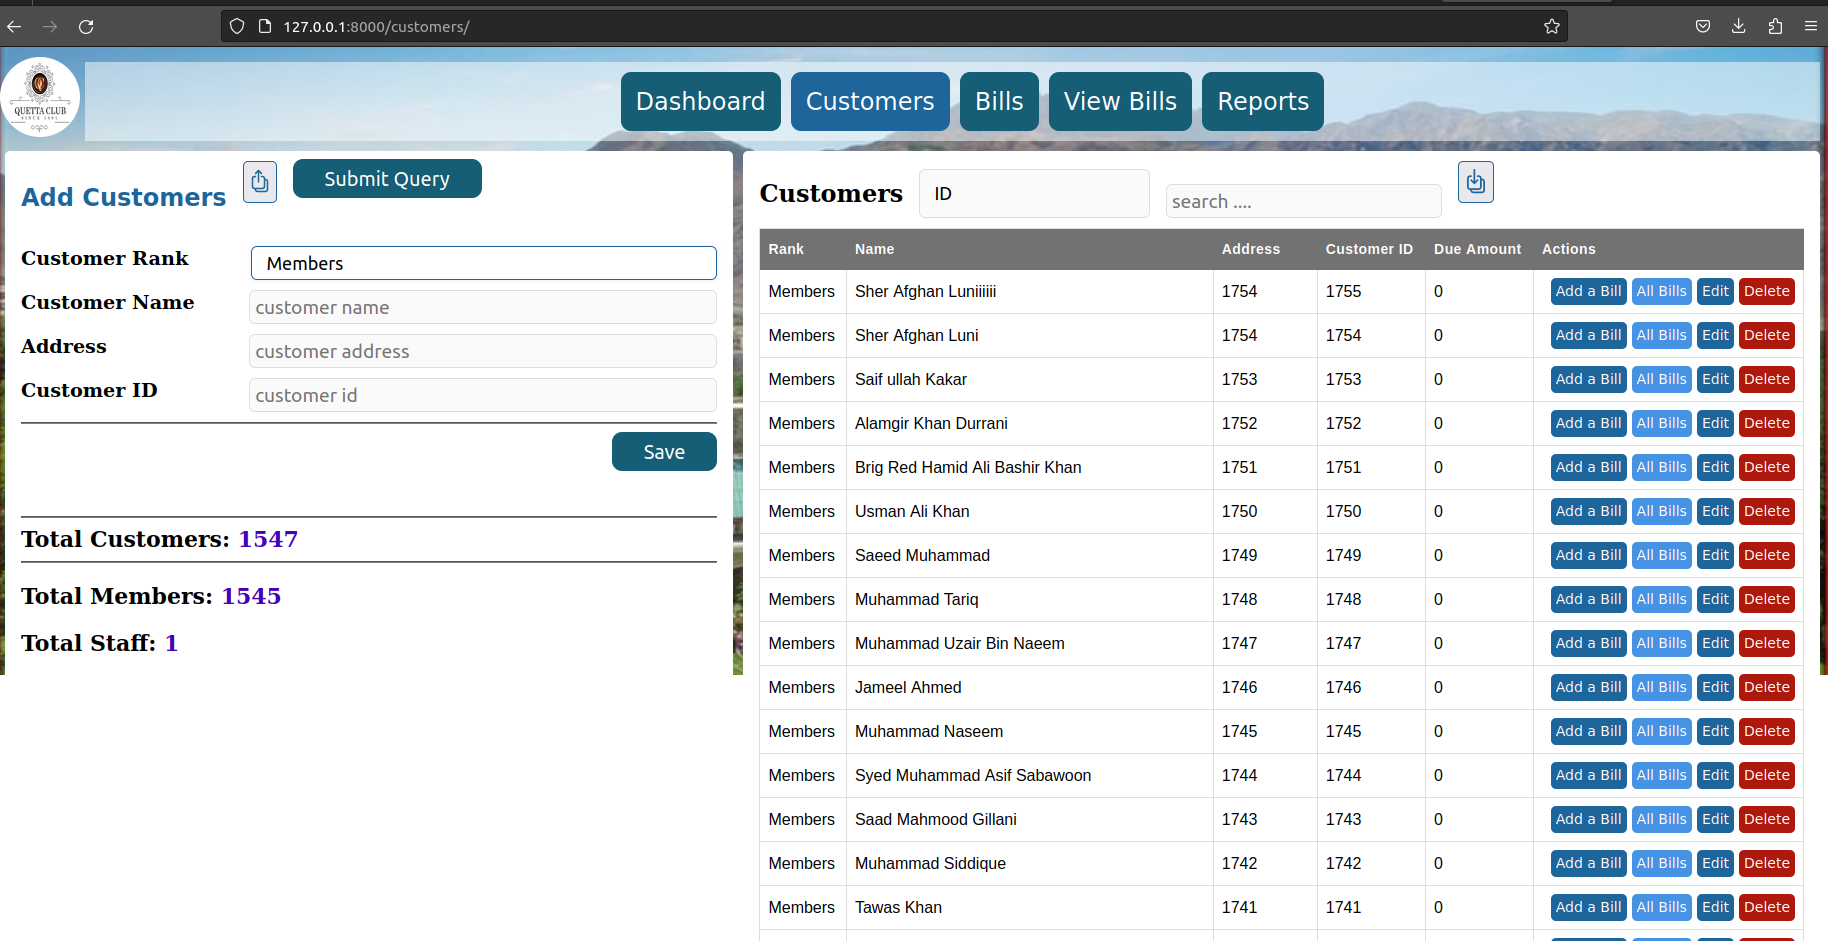 127.0.0.1:8000/customers/
QUETTA CLUB
SINCE 1891
Dashboard
Customers
Bills
View Bills
Reports
Add Customers
Submit Query
Customer Rank
Members
Customer Name
customer name
Address
customer address
Customer ID
customer id
Save
Total Customers: 1547
Total Members: 1545
Total Staff: 1
Customers
ID
search ....
Rank Name Address Customer ID Due Amount Actions
Members Sher Afghan Luniiiiii 1754 1755 0 Add a Bill All Bills Edit Delete
Members Sher Afghan Luni 1754 1754 0 Add a Bill All Bills Edit Delete
Members Saif ullah Kakar 1753 1753 0 Add a Bill All Bills Edit Delete
Members Alamgir Khan Durrani 1752 1752 0 Add a Bill All Bills Edit Delete
Members Brig Red Hamid Ali Bashir Khan 1751 1751 0 Add a Bill All Bills Edit Delete
Members Usman Ali Khan 1750 1750 0 Add a Bill All Bills Edit Delete
Members Saeed Muhammad 1749 1749 0 Add a Bill All Bills Edit Delete
Members Muhammad Tariq 1748 1748 0 Add a Bill All Bills Edit Delete
Members Muhammad Uzair Bin Naeem 1747 1747 0 Add a Bill All Bills Edit Delete
Members Jameel Ahmed 1746 1746 0 Add a Bill All Bills Edit Delete
Members Muhammad Naseem 1745 1745 0 Add a Bill All Bills Edit Delete
Members Syed Muhammad Asif Sabawoon 1744 1744 0 Add a Bill All Bills Edit Delete
Members Saad Mahmood Gillani 1743 1743 0 Add a Bill All Bills Edit Delete
Members Muhammad Siddique 1742 1742 0 Add a Bill All Bills Edit Delete
Members Tawas Khan 1741 1741 0 Add a Bill All Bills Edit Delete